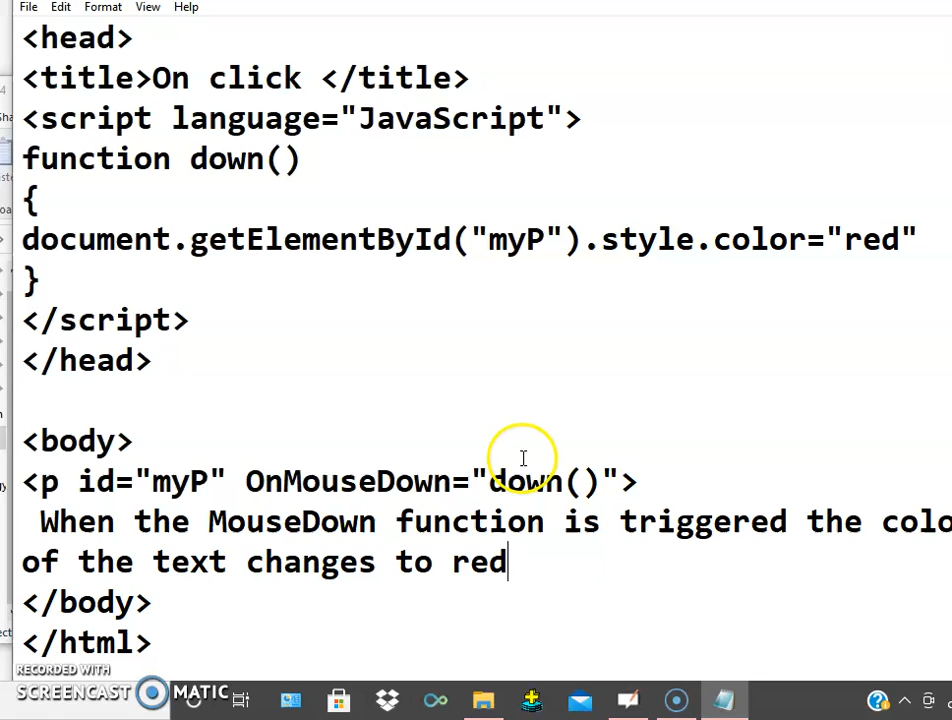 File Edit Format View Help
<head>
<title>On click </title>
<script language="JavaScript">
function down()
{
document.getElementById("myP").style.color="red"
}
</script>
</head>
<body>
<p id="myP" OnMouseDown="down()">
When the MouseDown function is triggered the colo
of the text changes to red
</body>
</html>
RECORDED WITH
SCREENCAST MATIC